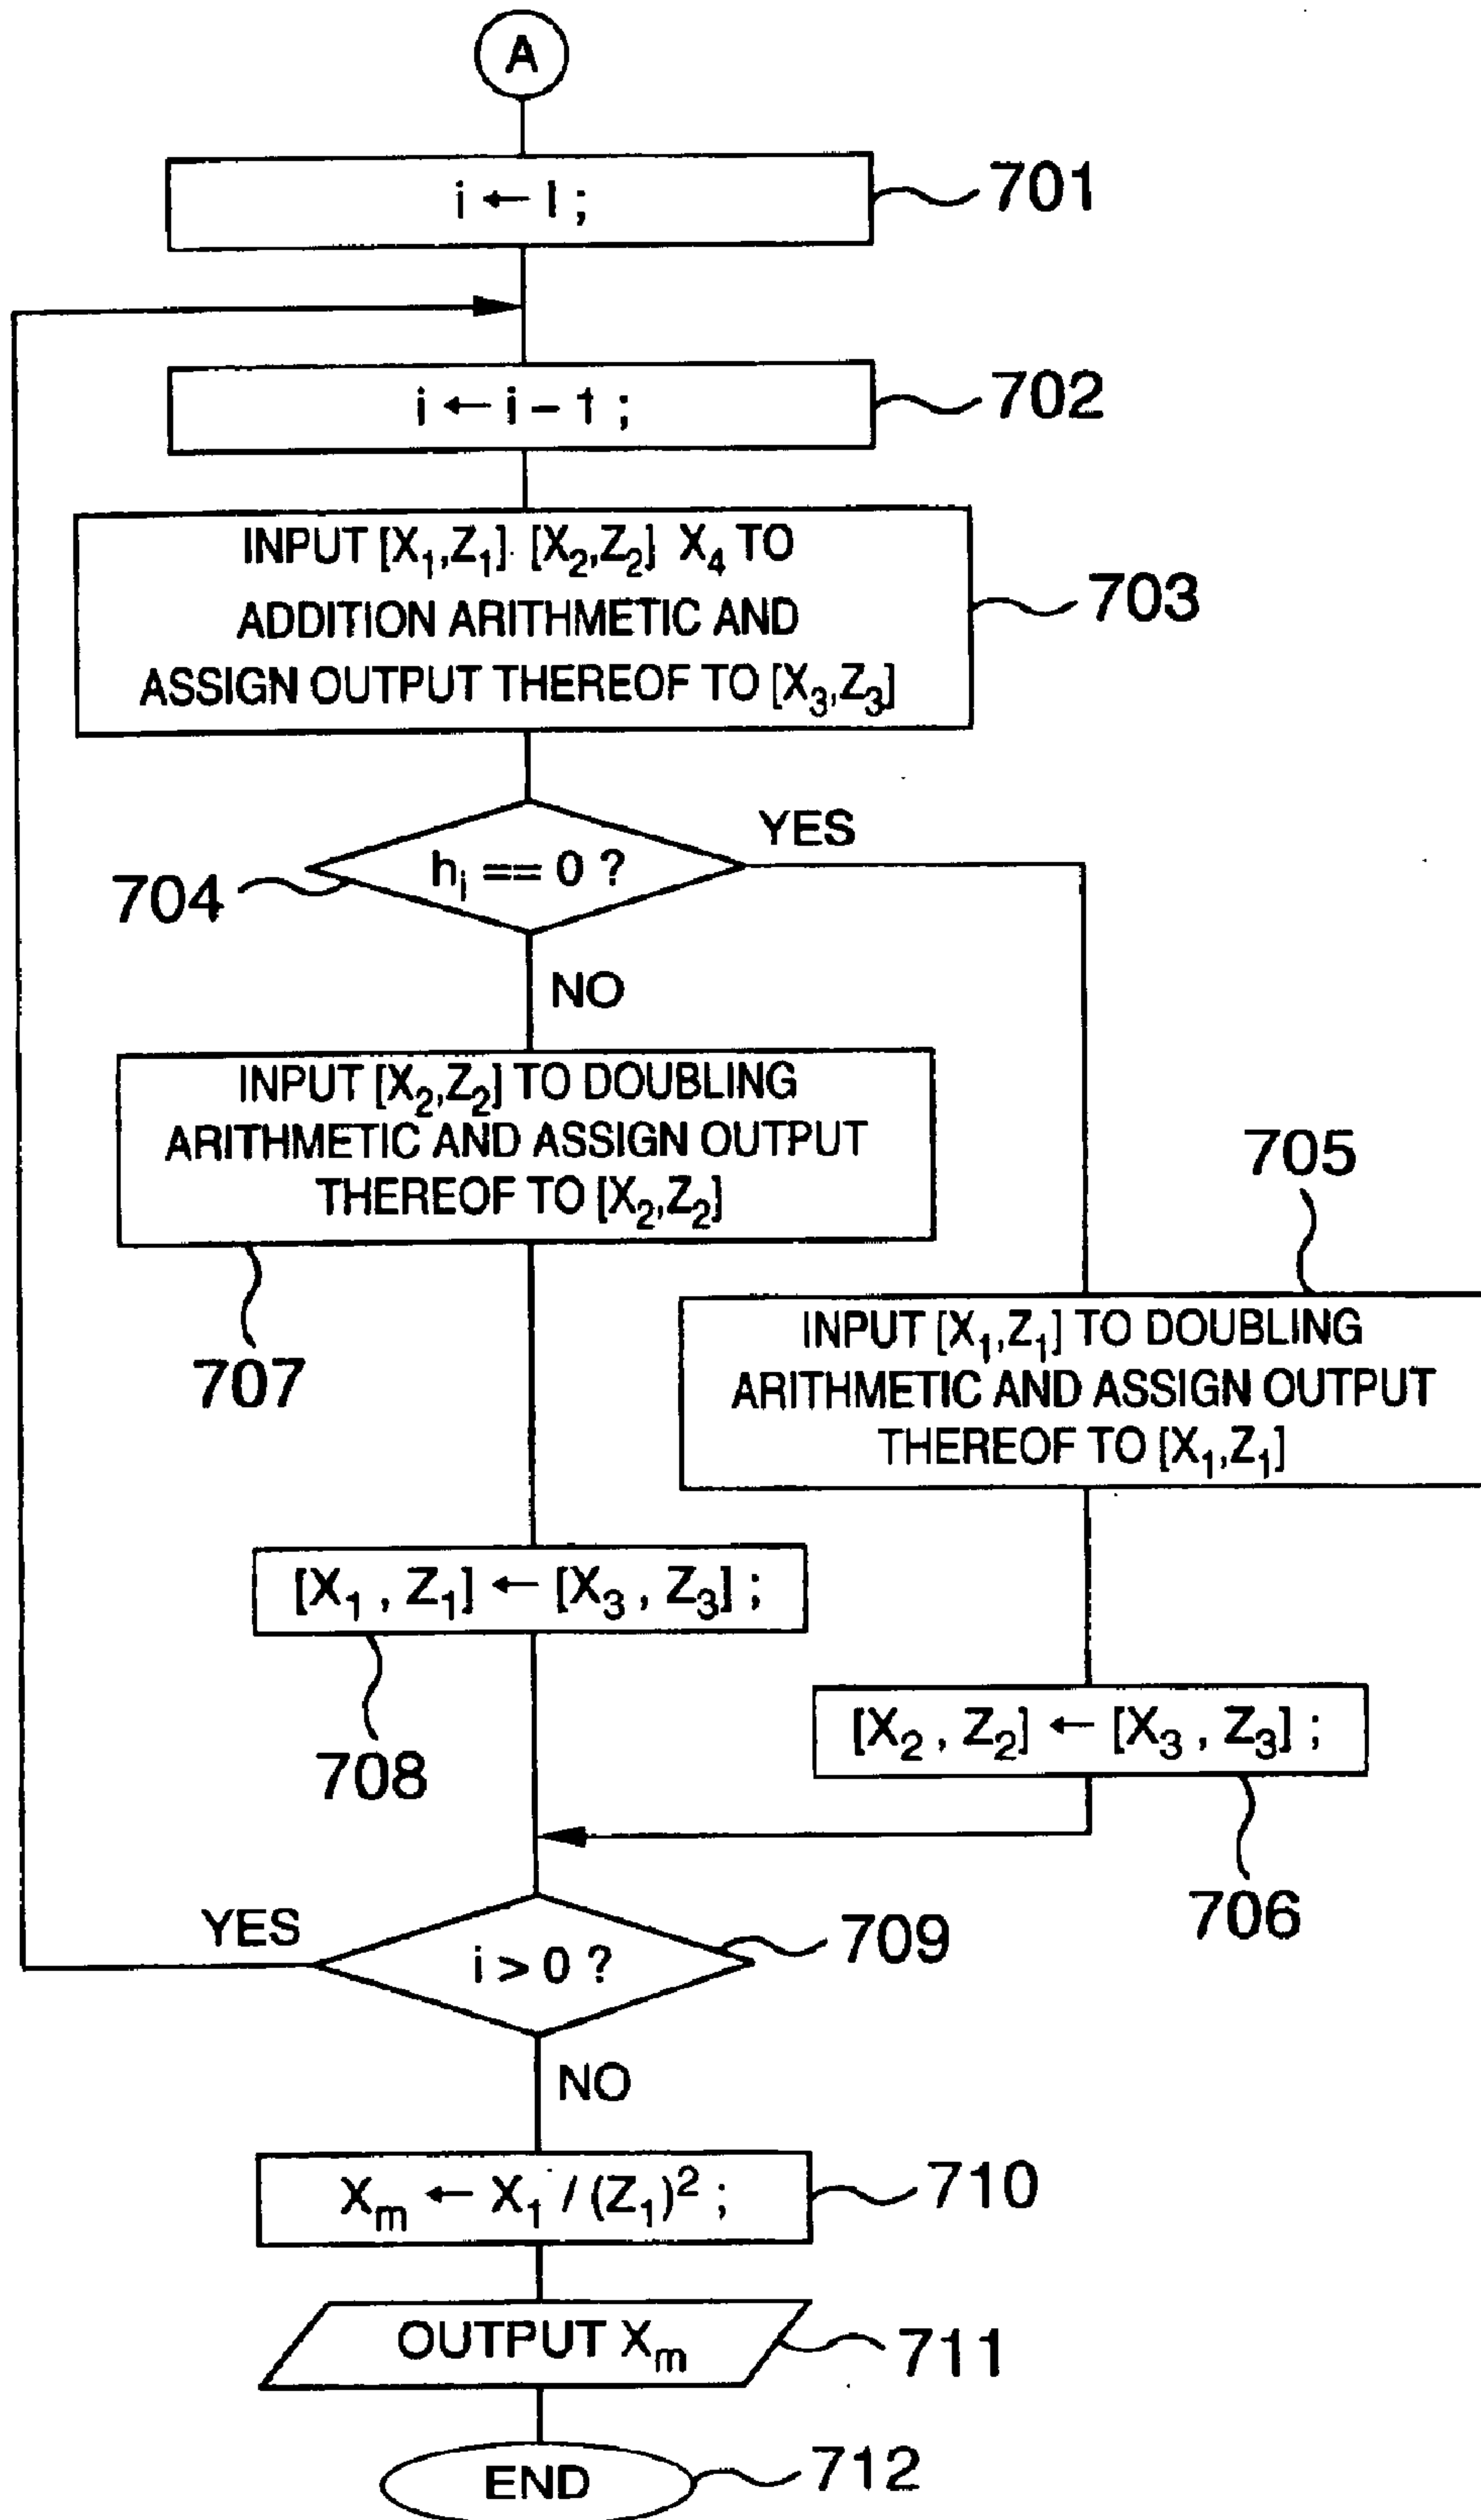 A
i ← l ;
701
i ← i – 1 ;
702
INPUT [X₁,Z₁] [X₂,Z₂] X₄ TO
ADDITION ARITHMETIC AND
ASSIGN OUTPUT THEREOF TO [X₃,Z₃]
703
hᵢ == 0 ?
YES
704
NO
INPUT [X₂,Z₂] TO DOUBLING
ARITHMETIC AND ASSIGN OUTPUT
THEREOF TO [X₂,Z₂]
707
705
INPUT [X₁,Z₁] TO DOUBLING
ARITHMETIC AND ASSIGN OUTPUT
THEREOF TO [X₁,Z₁]
[X₁ , Z₁] ← [X₃ , Z₃] ;
708
[X₂ , Z₂] ← [X₃ , Z₃] ;
706
YES
i > 0 ?
709
NO
Xₘ ← X₁ / (Z₁)² ;
710
OUTPUT Xₘ
711
END
712